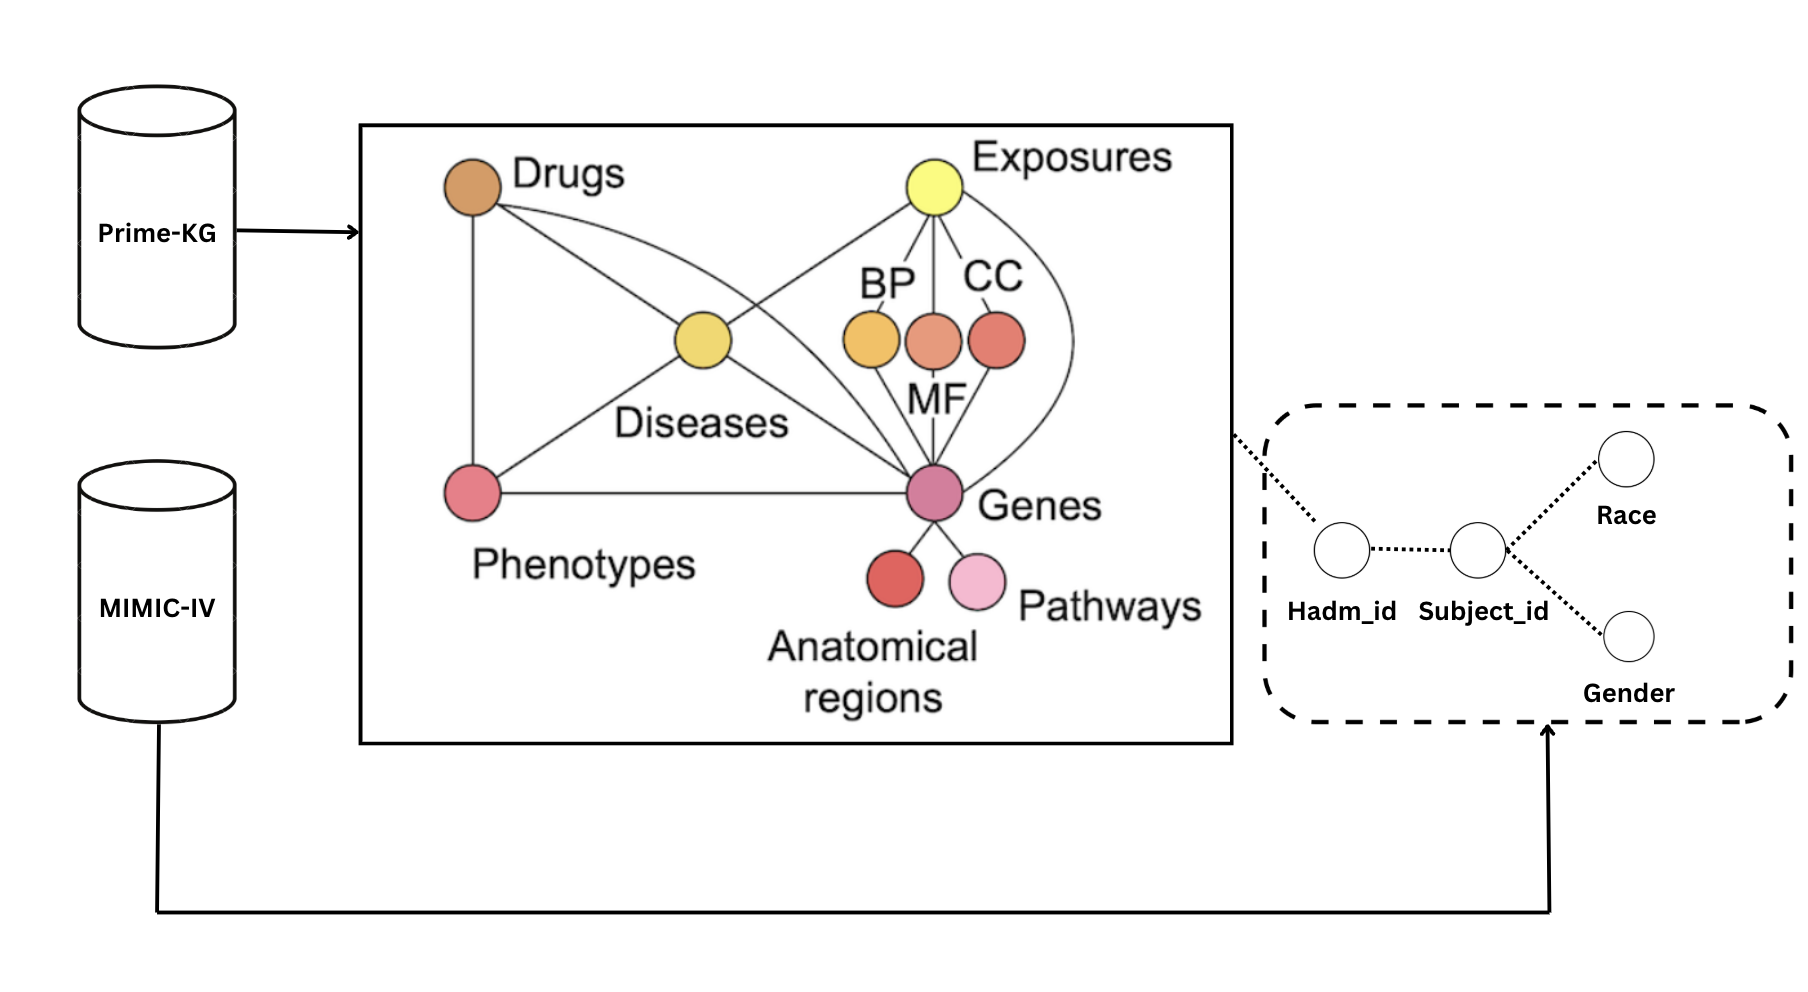 Prime-KG
MIMIC-IV
Drugs
Exposures
BP
CC
MF
Diseases
Phenotypes
Genes
Pathways
Anatomical
regions
Race
Hadm_id
Subject_id
Gender